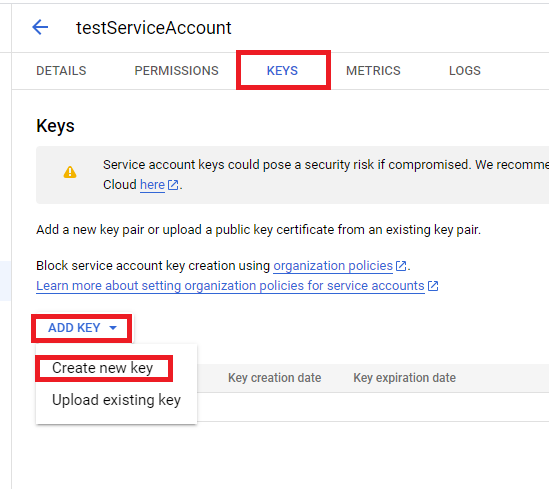 testServiceAccount
DETAILS PERMISSIONS KEYS METRICS LOGS
Keys
Service account keys could pose a security risk if compromised. We recomme
Cloud here.
Add a new key pair or upload a public key certificate from an existing key pair.
Block service account key creation using organization policies.
Learn more about setting organization policies for service accounts
ADD KEY
Create new key
Upload existing key
Key creation date Key expiration date